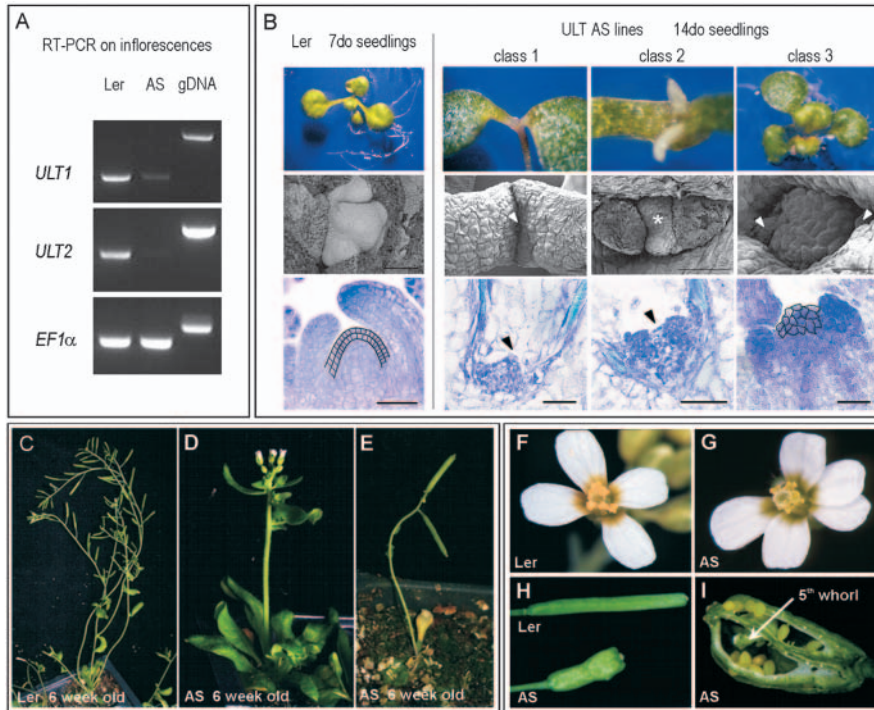 A
RT-PCR on inflorescences
Ler AS gDNA
ULT1
ULT2
EF1α
B
Ler 7do seedlings
ULT AS lines 14do seedlings
class 1 class 2 class 3
*
C
Ler 6 week old
D
AS 6 week old
E
AS 6 week old
F
Ler
G
AS
H
Ler
AS
I
5th whorl
AS